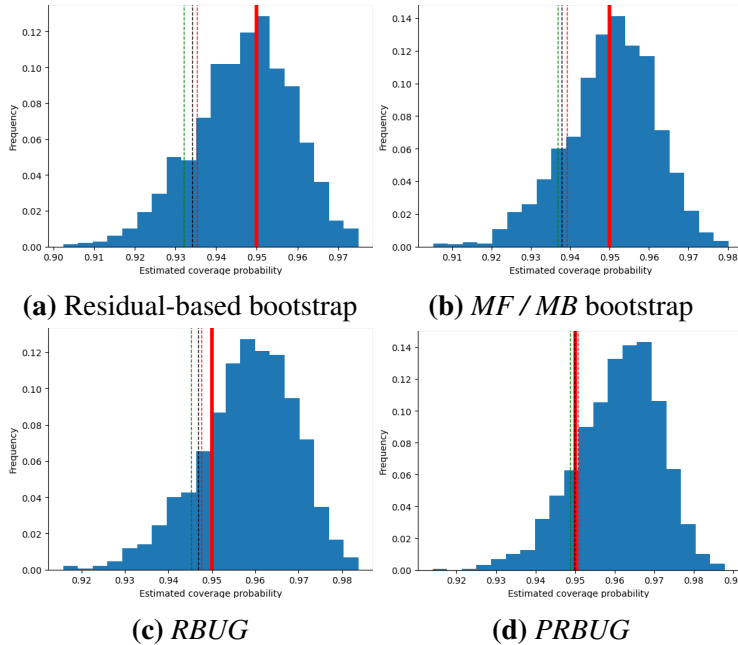 0.14
0.12
0.12
0.10
0.10
0.08
0.08
0.06
0.06
0.04
0.04
0.02
0.02
0.00
0.00
Frequency
Frequency
0.90 0.91 0.92 0.93 0.94 0.95 0.96 0.97
0.91 0.92 0.93 0.94 0.95 0.96 0.97 0.98
Estimated coverage probability
Estimated coverage probability
(a) Residual-based bootstrap
(b) MF / MB bootstrap
0.12
0.10
0.08
0.06
0.04
0.02
0.00
Frequency
0.92 0.93 0.94 0.95 0.96 0.97 0.98
Estimated coverage probability
0.14
0.12
0.10
0.08
0.06
0.04
0.02
0.00
Frequency
0.92 0.93 0.94 0.95 0.96 0.97 0.98
Estimated coverage probability
(c) RBUG
(d) PRBUG